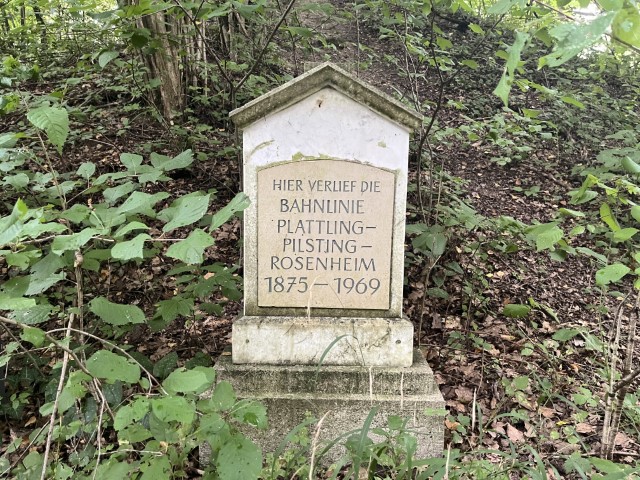 HIER VERLIEF DIE
BAHNLINIE
PLATTLING–
PILSTING–
ROSENHEIM
1875–1969